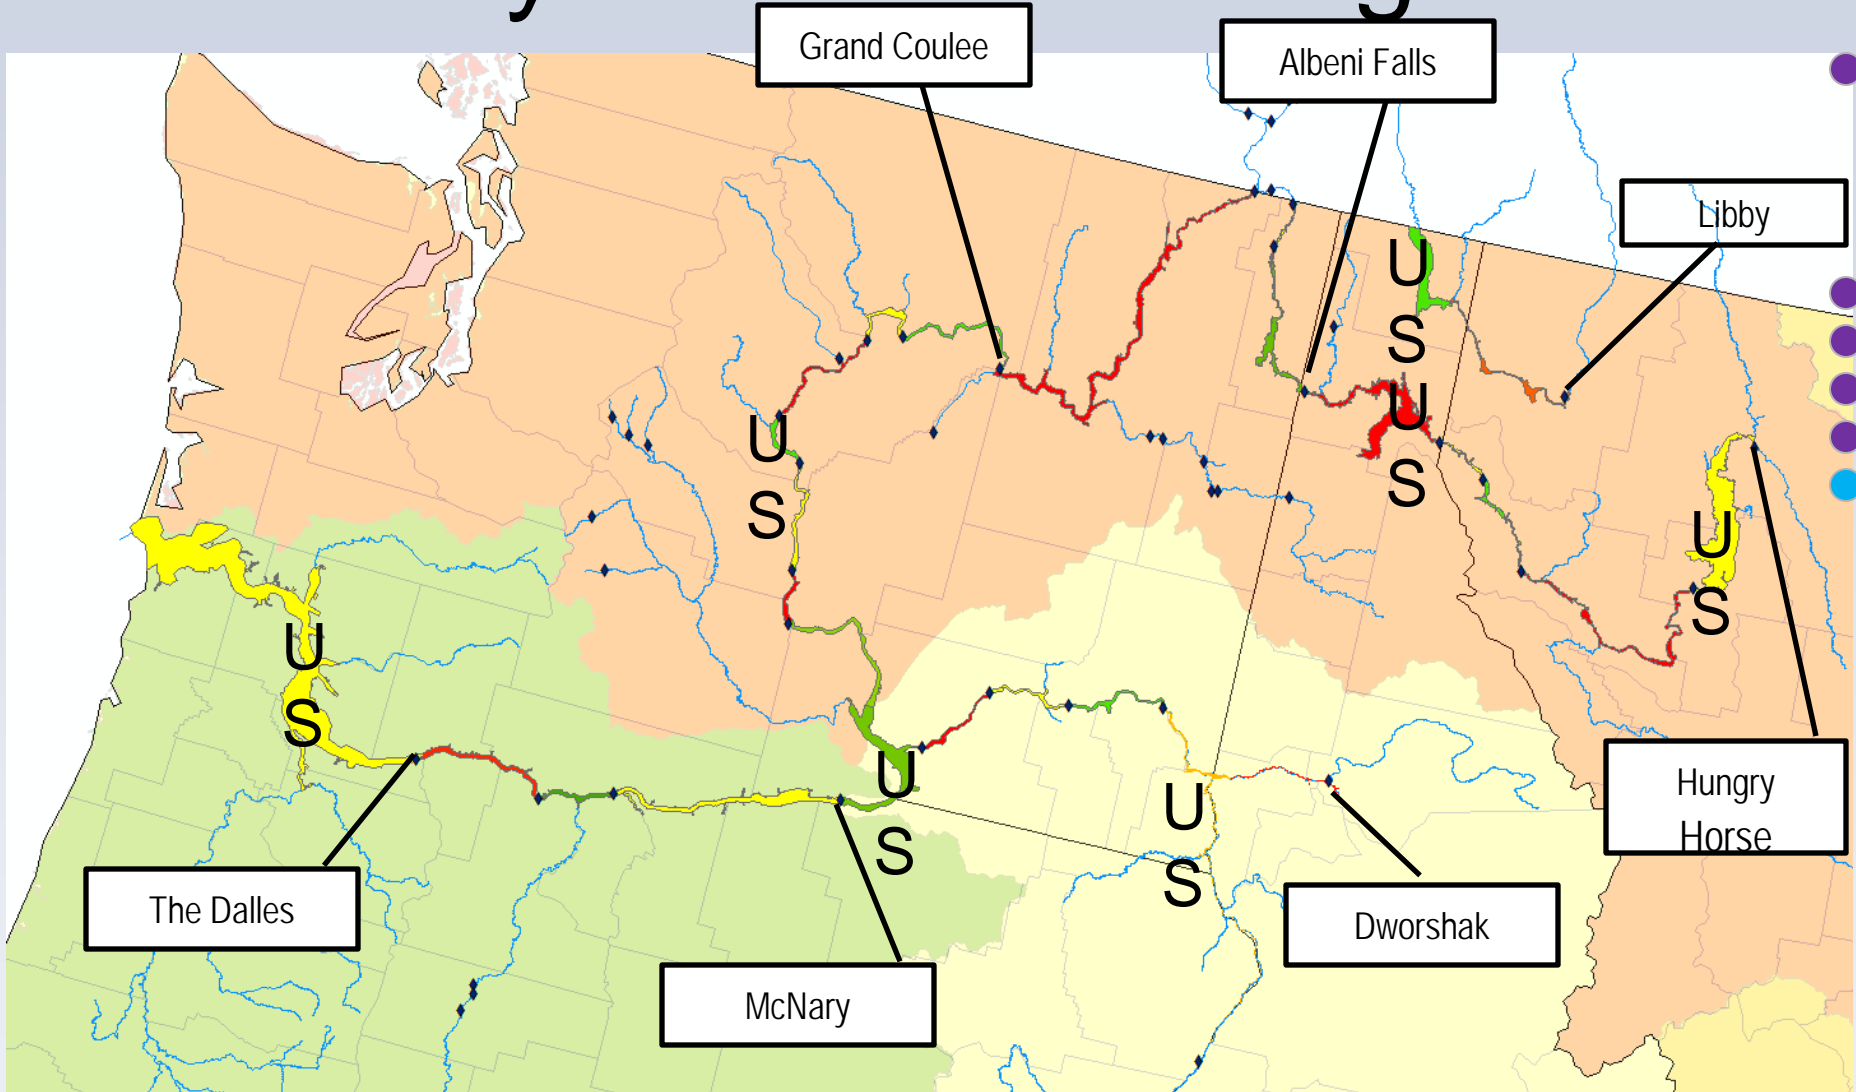 Grand Coulee
Albeni Falls
Libby
U
S
U
S
U
S
U
S
U
S
U
S
U
S
Hungry
Horse
The Dalles
Dworshak
McNary